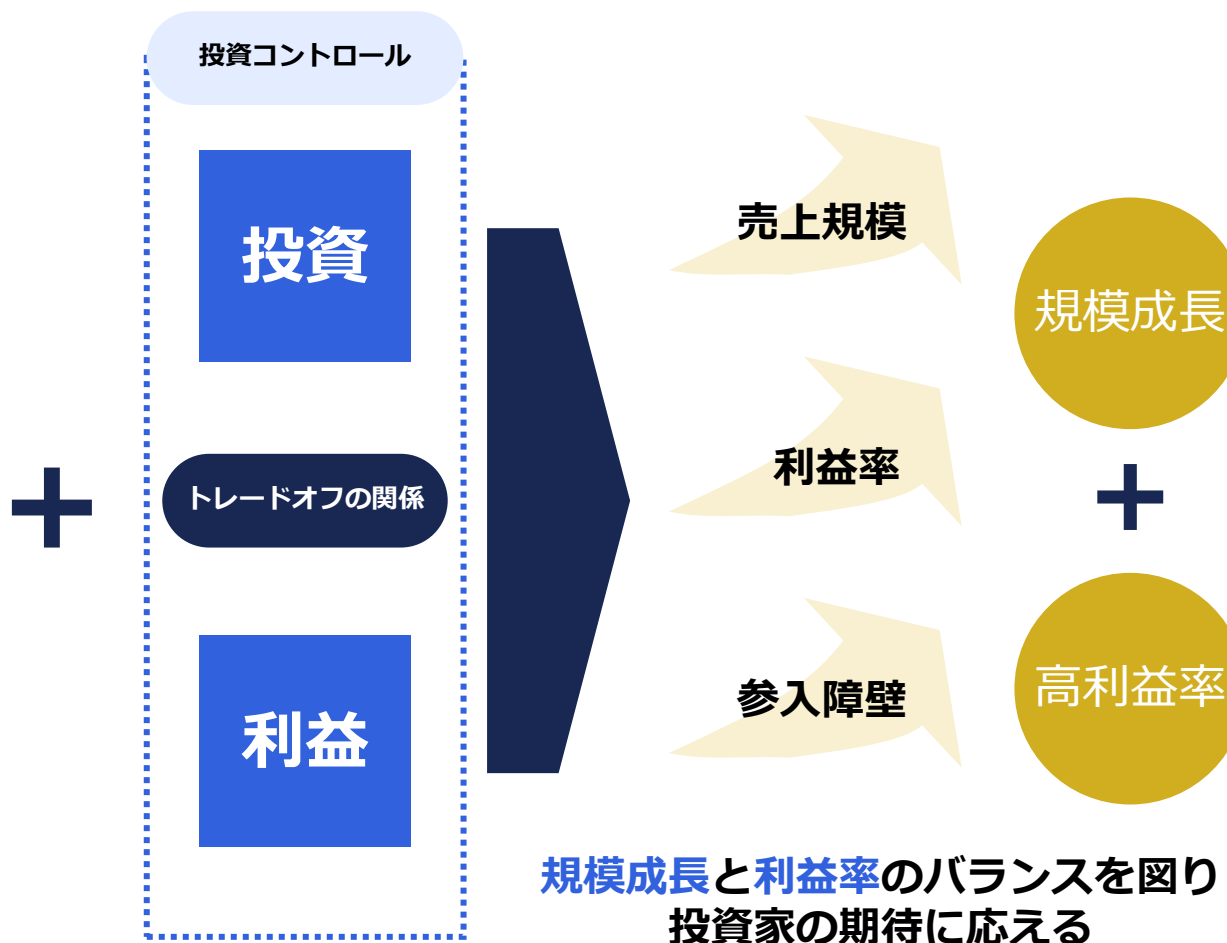 投資コントロール
投資
トレードオフの関係
利益
売上規模
利益率
参入障壁
規模成長
+
高利益率
規模成長と利益率のバランスを図り
投資家の期待に応える